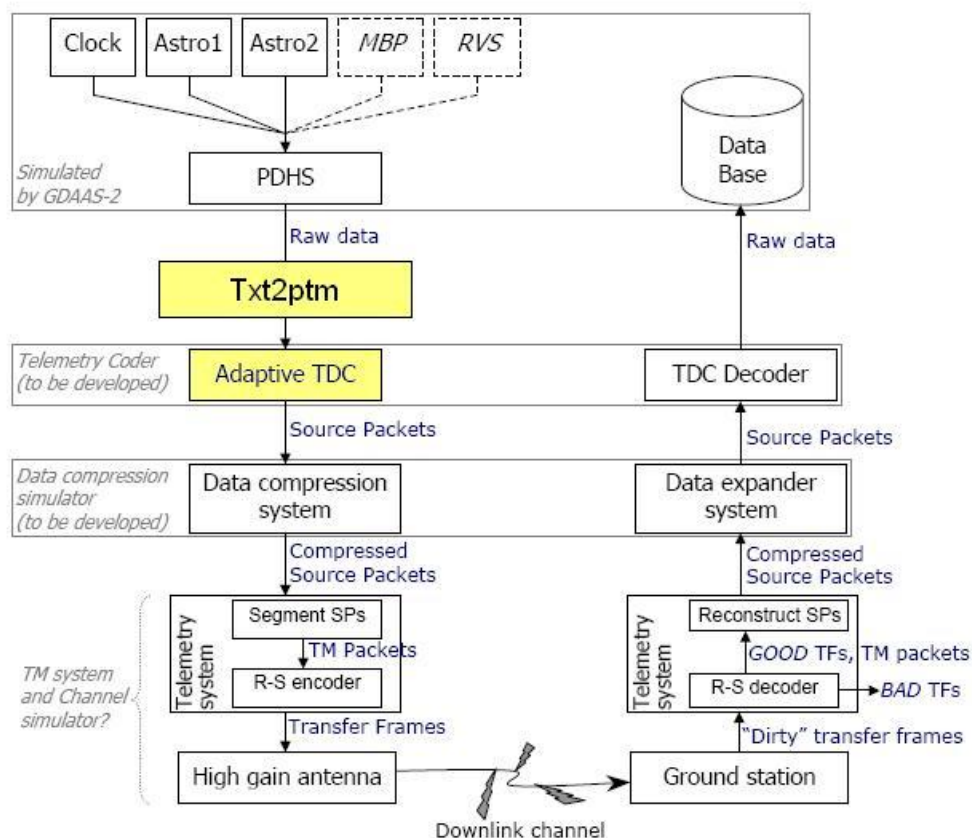 Clock
Astro1
Astro2
MBP
RVS
Data
Base
Simulated
by GDAAS-2
PDHS
Raw data
Raw data
Txt2ptm
Telemetry Coder
(to be developed)
Adaptive TDC
TDC Decoder
Source Packets
Source Packets
Data compression
simulator
(to be developed)
Data compression
system
Data expander
system
Compressed
Source Packets
Compressed
Source Packets
TM system
and Channel
simulator?
Telemetry
system
Segment SPs
TM Packets
R-S encoder
Telemetry
system
Reconstruct SPs
GOOD TFs, TM packets
R-S decoder
BAD TFs
Transfer Frames
"Dirty" transfer frames
High gain antenna
Ground station
Downlink channel